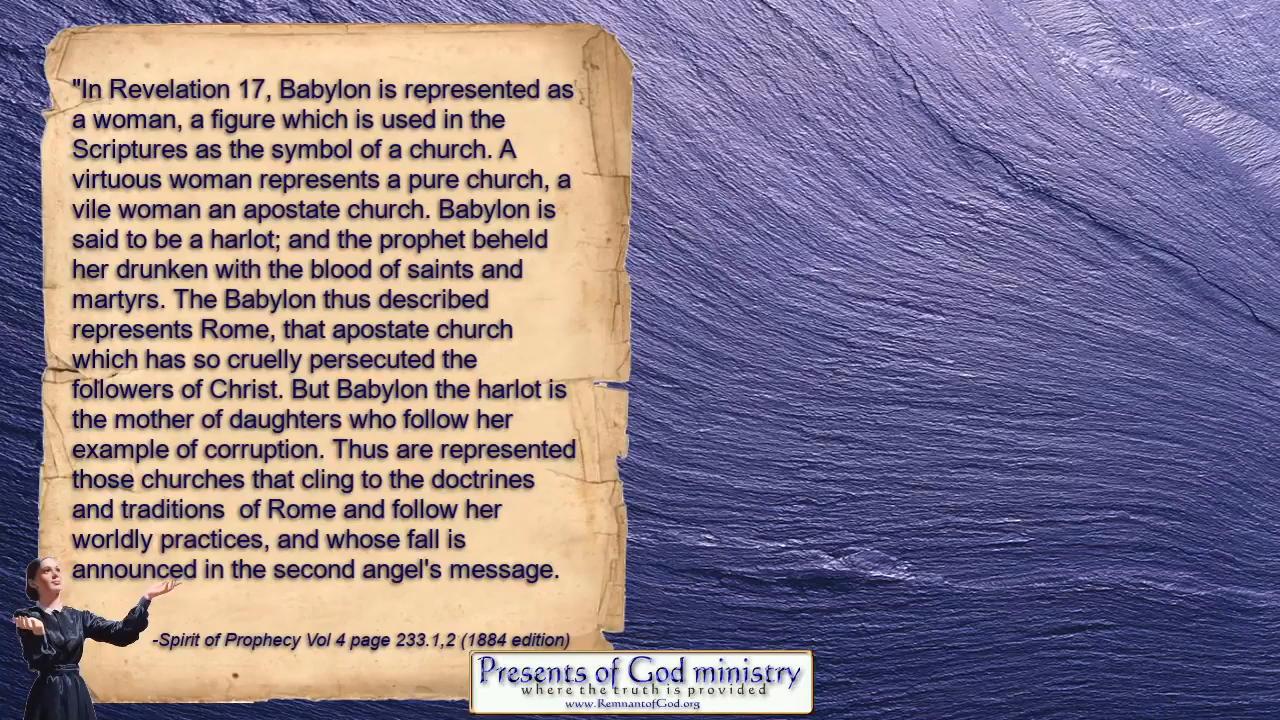 "In Revelation 17, Babylon is represented as
a woman, a figure which is used in the
Scriptures as the symbol of a church. A
virtuous woman represents a pure church, a
vile woman an apostate church. Babylon is
said to be a harlot; and the prophet beheld
her drunken with the blood of saints and
martyrs. The Babylon thus described
represents Rome, that apostate church
which has so cruelly persecuted the
followers of Christ. But Babylon the harlot is
the mother of daughters who follow her
example of corruption. Thus are represented
those churches that cling to the doctrines
and traditions  of Rome and follow her
worldly practices, and whose fall is
announced in the second angel's message.
-Spirit of Prophecy Vol 4 page 233.1,2 (1884 edition)
Presents of God ministry
where the truth is provided
www.RemnantofGod.org